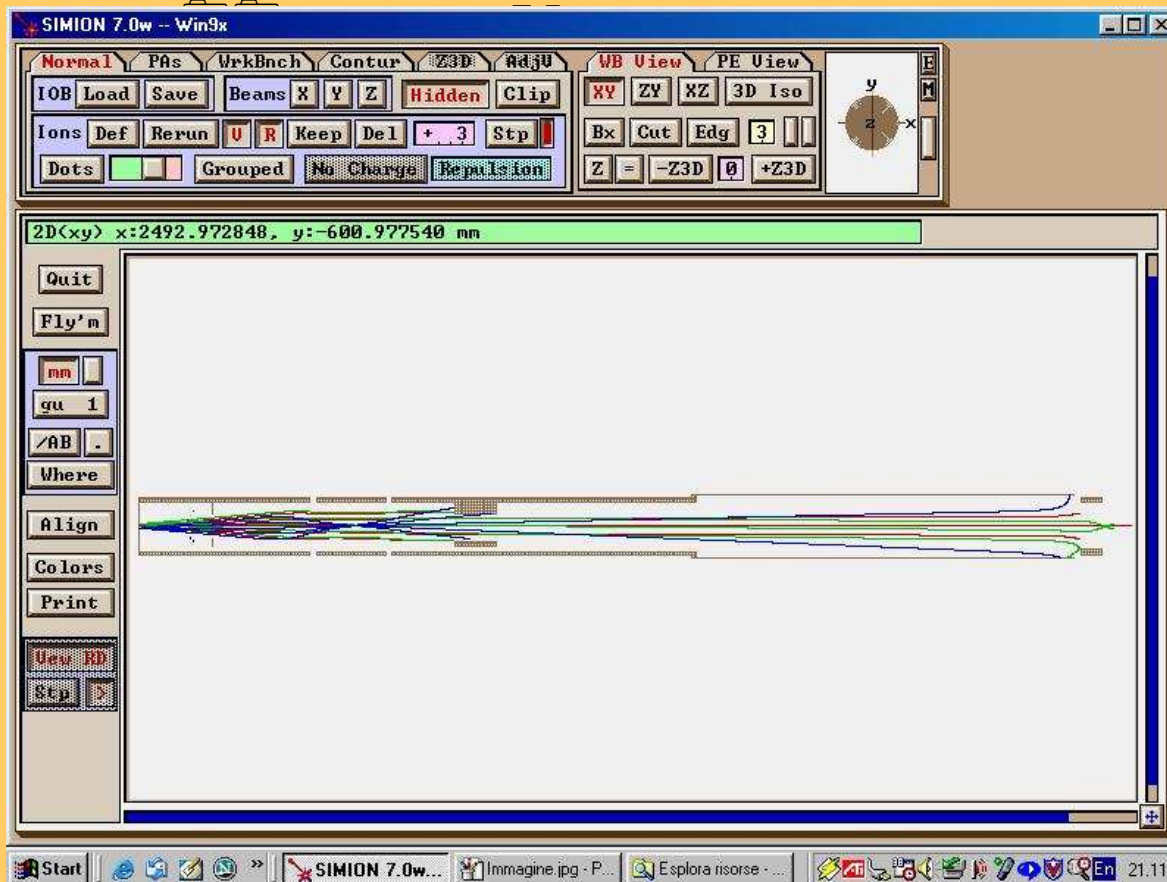 SIMION 7.0w -- Win9x
Normal PAs WrkBnch Contur Z3D AdjV WB View PE View
IOB Load Save Beams X Y Z Hidden Clip XY ZY XZ 3D Iso
Ions Def Rerun V R Keep Del + 3 Stp Bx Cut Edg 3
Dots Grouped No Charge Repulsion Z = -Z3D 0 +Z3D
y
z
x
E
M
2D(xy) x:2492.972848, y:-600.977540 mm
Quit
Fly'm
mm
gu 1
/AB .
Where
Align
Colors
Print
Vew RD
Stp >
Start » SIMION 7.0w... Immagine.jpg - P... Esplora risorse - ... En 21.11